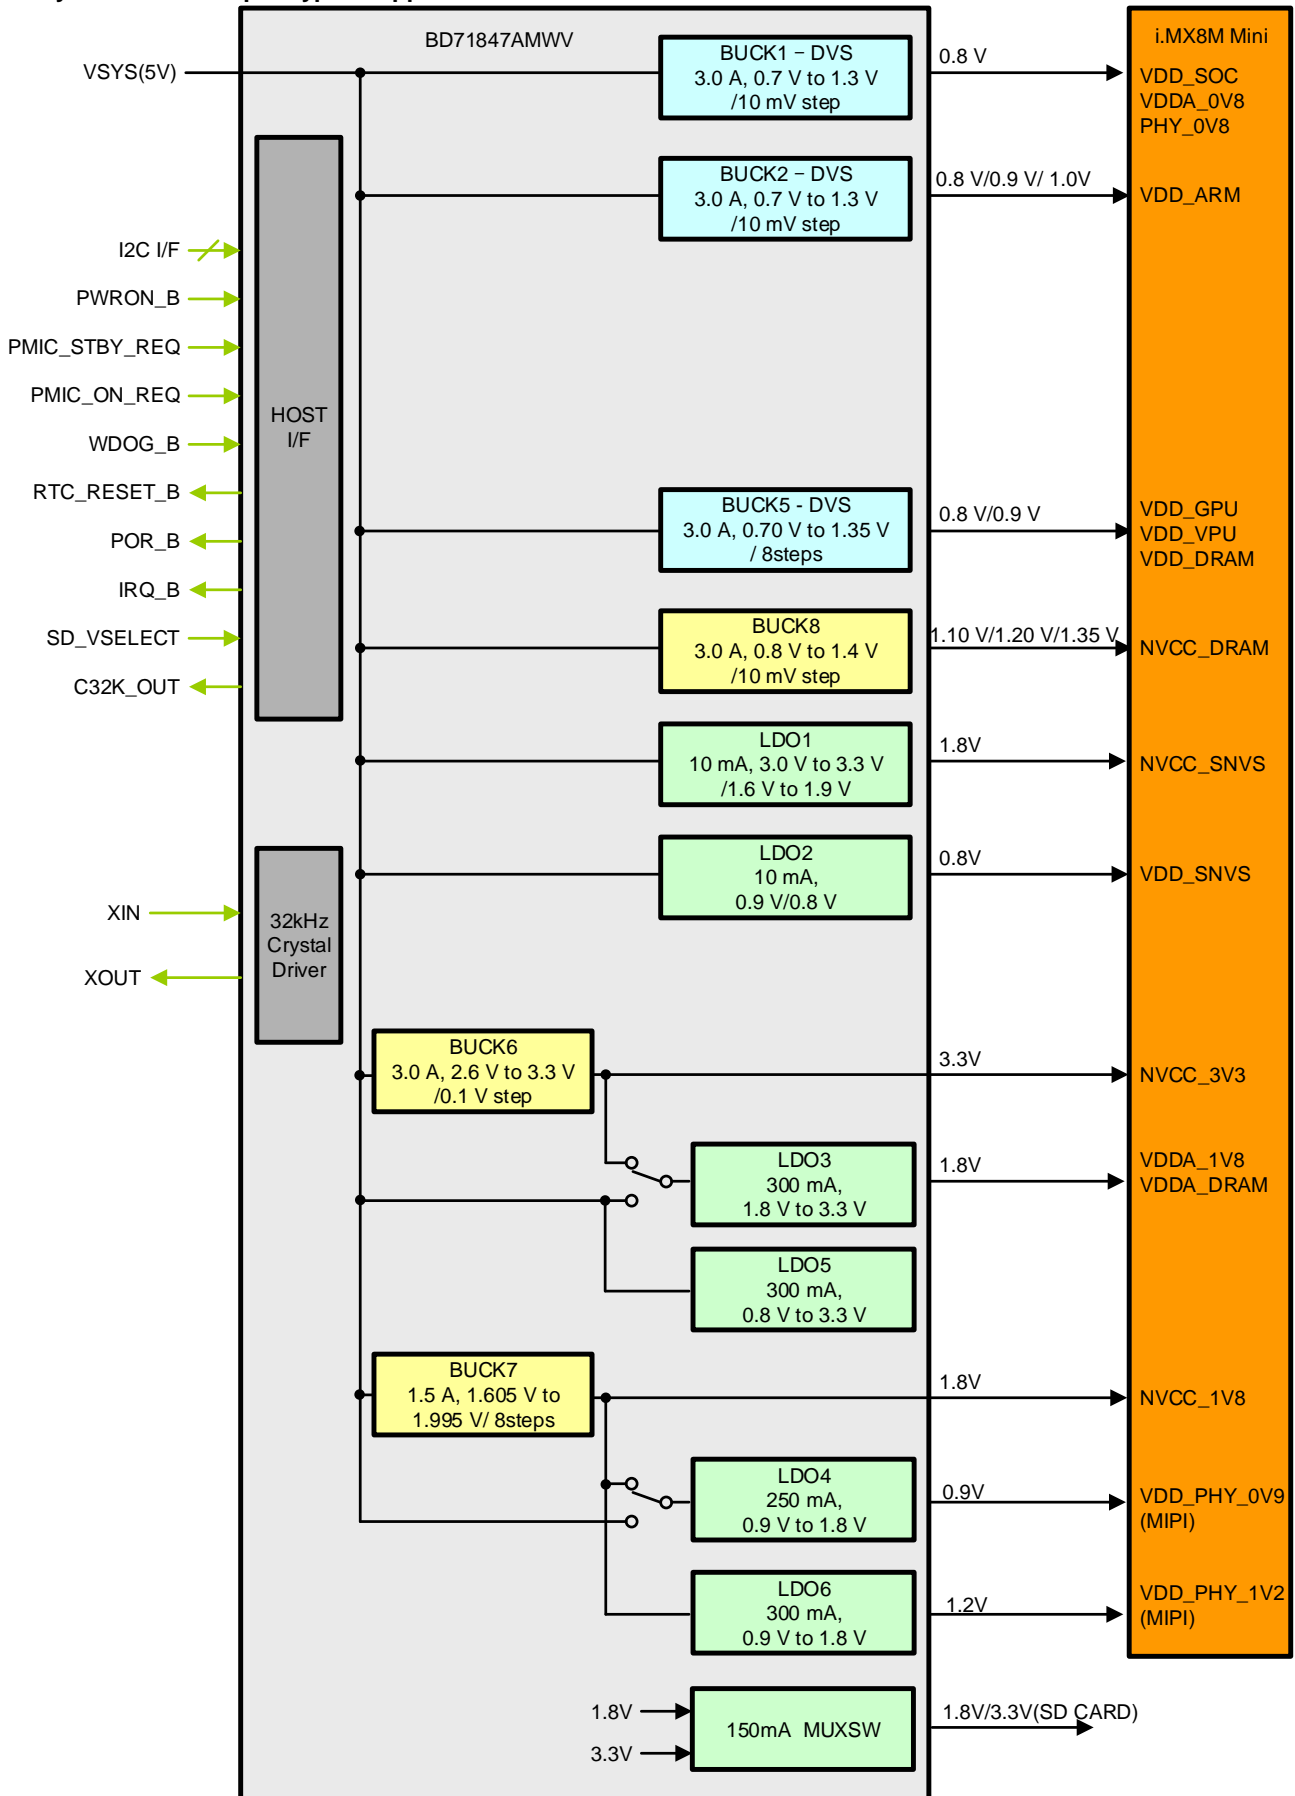 BD71847AMWV
i.MX8M Mini
VSYS(5V)
BUCK1 – DVS
3.0 A, 0.7 V to 1.3 V
/10 mV step
0.8 V
VDD_SOC
VDDA_0V8
PHY_0V8
BUCK2 – DVS
3.0 A, 0.7 V to 1.3 V
/10 mV step
0.8 V/0.9 V/ 1.0V
VDD_ARM
I2C I/F
PWRON_B
PMIC_STBY_REQ
PMIC_ON_REQ
WDOG_B
RTC_RESET_B
POR_B
IRQ_B
SD_VSELECT
C32K_OUT
HOST
I/F
BUCK5 - DVS
3.0 A, 0.70 V to 1.35 V
/ 8steps
0.8 V/0.9 V
VDD_GPU
VDD_VPU
VDD_DRAM
BUCK8
3.0 A, 0.8 V to 1.4 V
/10 mV step
1.10 V/1.20 V/1.35 V
NVCC_DRAM
LDO1
10 mA, 3.0 V to 3.3 V
/1.6 V to 1.9 V
1.8V
NVCC_SNVS
LDO2
10 mA,
0.9 V/0.8 V
0.8V
VDD_SNVS
XIN
XOUT
32kHz
Crystal
Driver
BUCK6
3.0 A, 2.6 V to 3.3 V
/0.1 V step
3.3V
NVCC_3V3
LDO3
300 mA,
1.8 V to 3.3 V
1.8V
VDDA_1V8
VDDA_DRAM
LDO5
300 mA,
0.8 V to 3.3 V
BUCK7
1.5 A, 1.605 V to
1.995 V/ 8steps
1.8V
NVCC_1V8
LDO4
250 mA,
0.9 V to 1.8 V
0.9V
VDD_PHY_0V9
(MIPI)
LDO6
300 mA,
0.9 V to 1.8 V
1.2V
VDD_PHY_1V2
(MIPI)
1.8V
3.3V
150mA MUXSW
1.8V/3.3V(SD CARD)